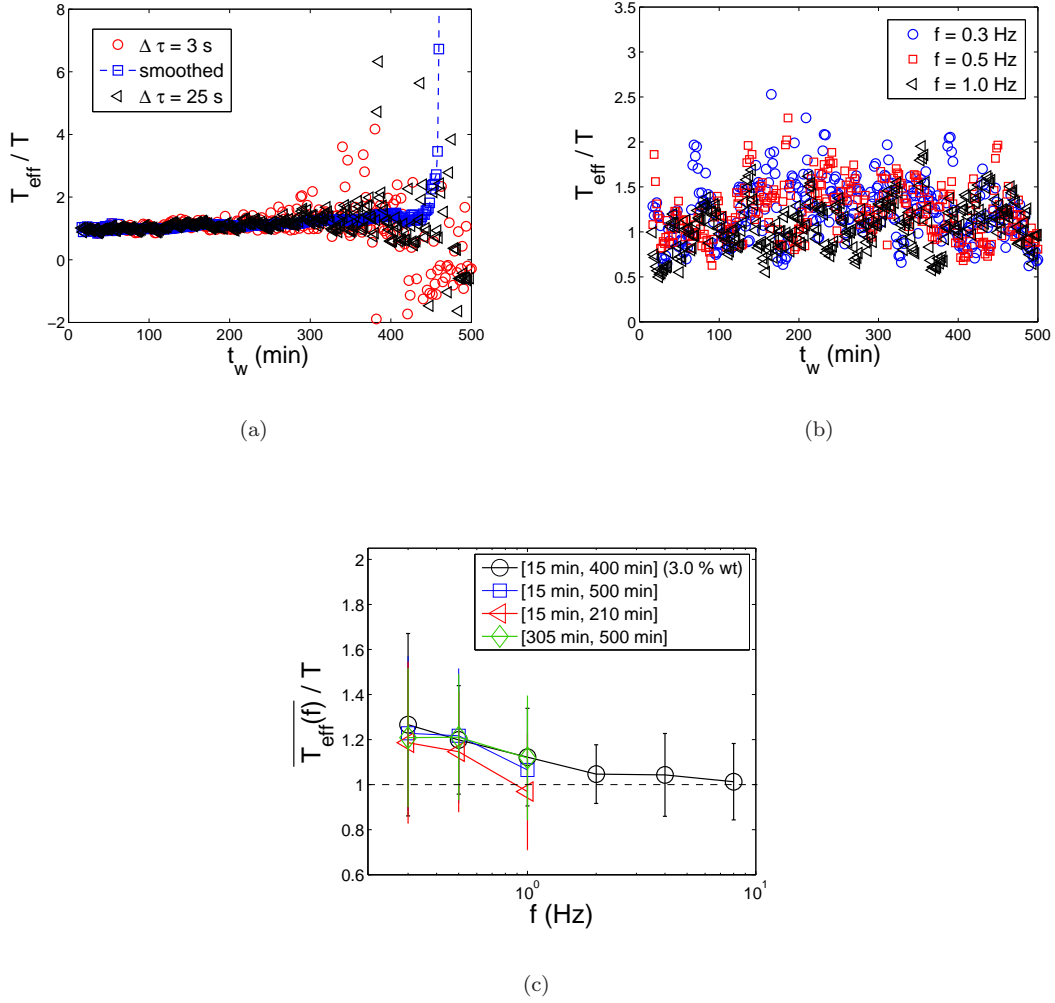 8
6
4
2
0
−2
T_eff / T
0 100 200 300 400 500
t_w (min)
Δ τ = 3 s
smoothed
Δ τ = 25 s
(a)
3.5
3
2.5
2
1.5
1
0.5
0
T_eff / T
0 100 200 300 400 500
t_w (min)
f = 0.3 Hz
f = 0.5 Hz
f = 1.0 Hz
(b)
2
1.8
1.6
1.4
1.2
1
0.8
0.6
T_eff(f) / T
[15 min, 400 min] (3.0 % wt)
[15 min, 500 min]
[15 min, 210 min]
[305 min, 500 min]
10⁰ 10¹
f (Hz)
(c)